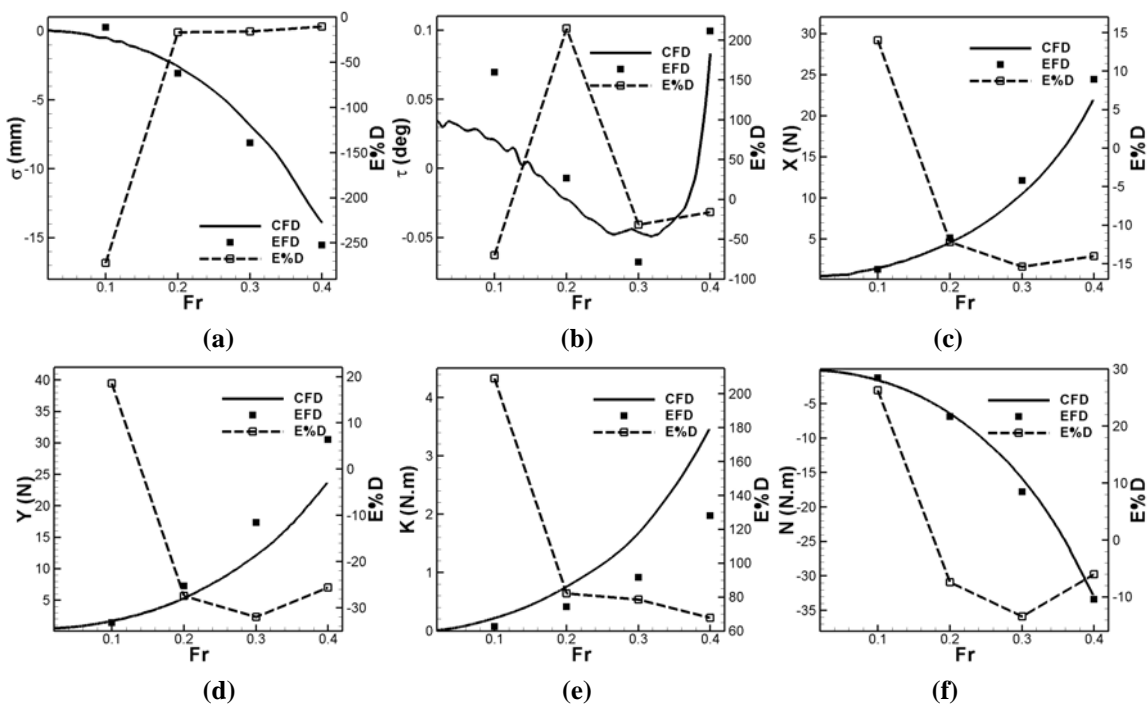 σ (mm)
0
-5
-10
-15
CFD
EFD
E%D
0
-50
-100
-150
-200
-250
E%D
0.1 0.2 0.3 0.4
Fr
(a)
τ (deg)
0.1
0.05
0
-0.05
CFD
EFD
E%D
200
150
100
50
0
-50
-100
E%D
0.1 0.2 0.3 0.4
Fr
(b)
X (N)
30
25
20
15
10
5
CFD
EFD
E%D
15
10
5
0
-5
-10
-15
E%D
0.1 0.2 0.3 0.4
Fr
(c)
Y (N)
40
35
30
25
20
15
10
5
CFD
EFD
E%D
20
10
0
-10
-20
-30
E%D
0.1 0.2 0.3 0.4
Fr
(d)
K (N.m)
4
3
2
1
0
CFD
EFD
E%D
200
180
160
140
120
100
80
60
E%D
0.1 0.2 0.3 0.4
Fr
(e)
N (N.m)
-5
-10
-15
-20
-25
-30
-35
CFD
EFD
E%D
30
20
10
0
-10
E%D
0.1 0.2 0.3 0.4
Fr
(f)